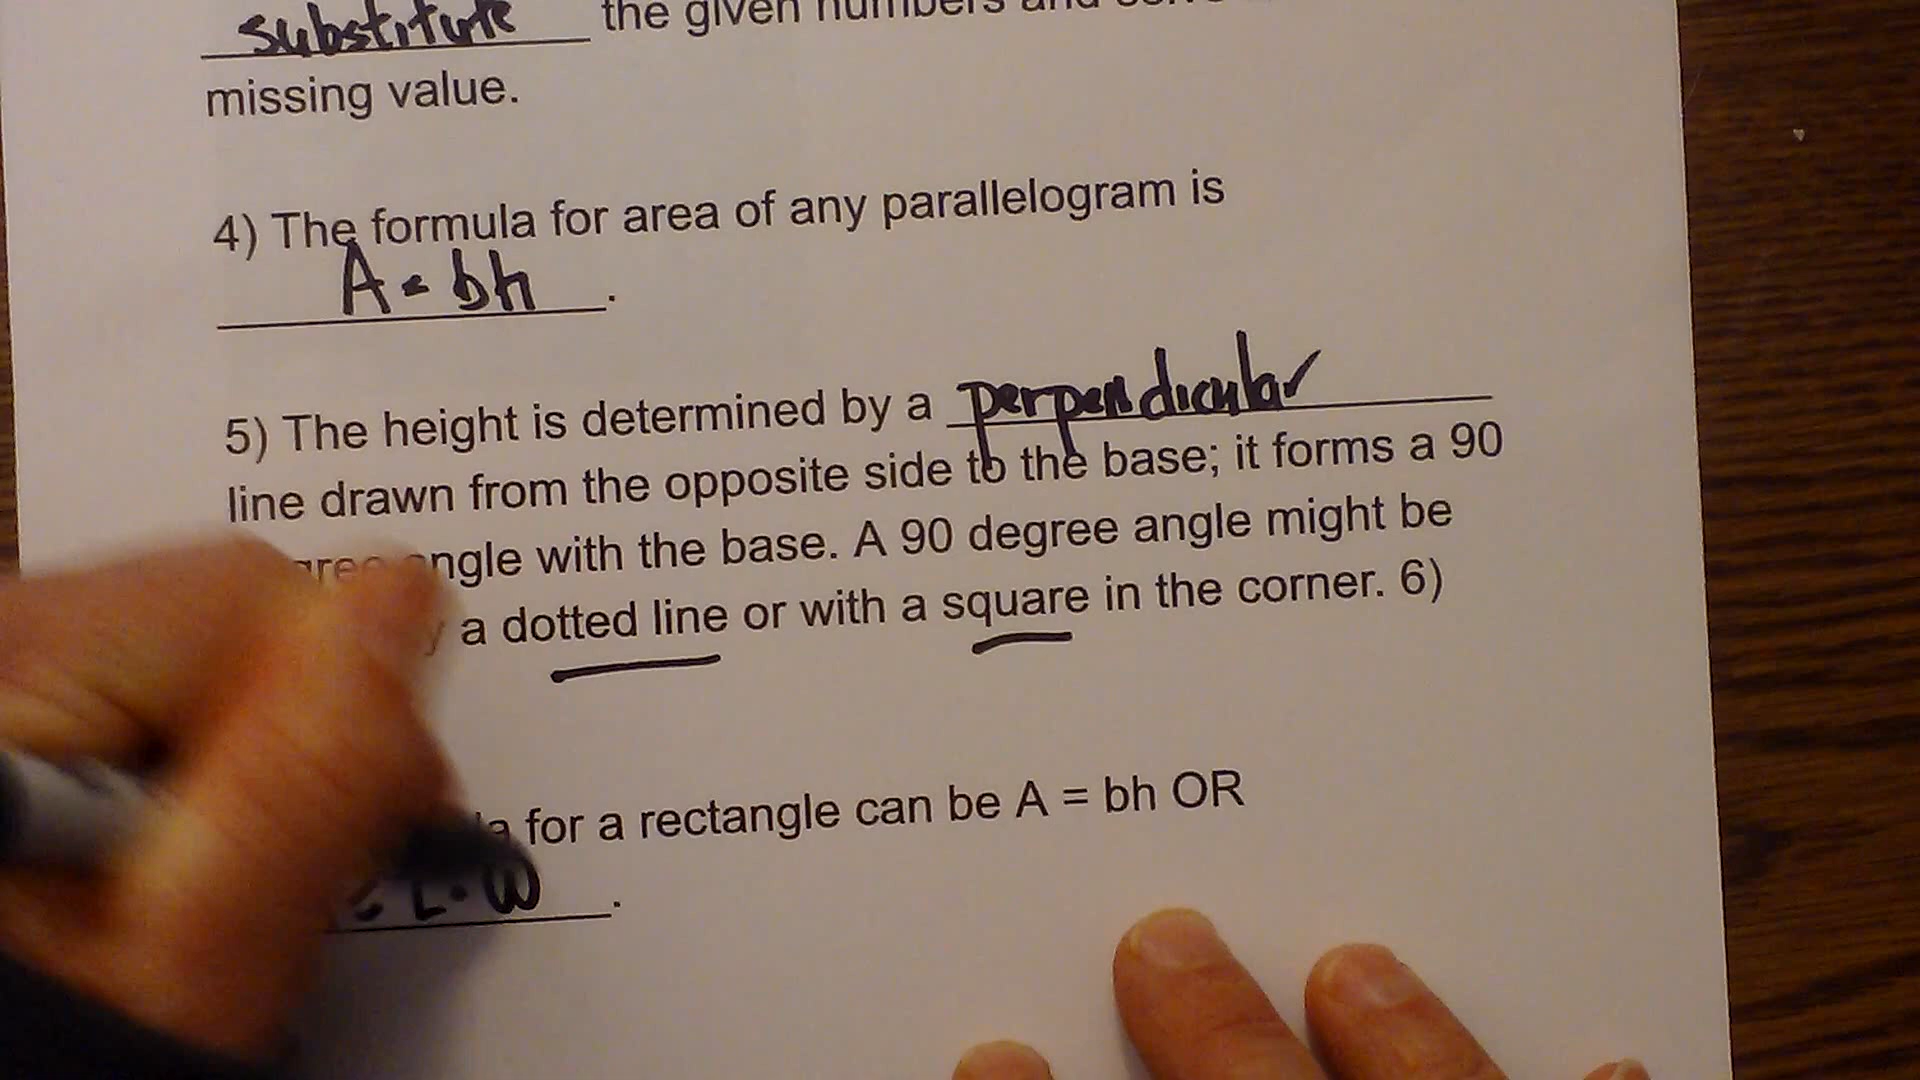 substitute the given numbers and
missing value.
4) The formula for area of any parallelogram is
A = bh.
5) The height is determined by a perpendicular
line drawn from the opposite side to the base; it forms a 90
angle with the base. A 90 degree angle might be
a dotted line or with a square in the corner. 6)
for a rectangle can be A = bh OR
= L · W.